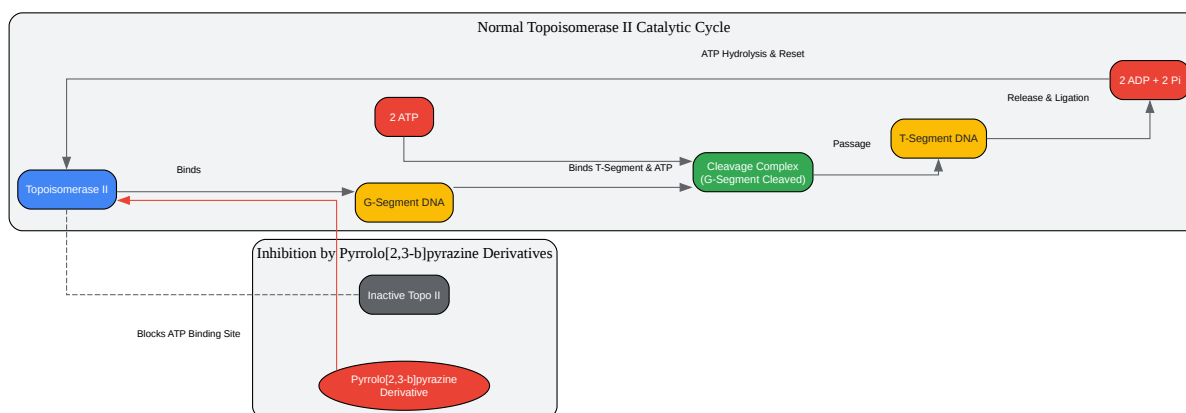 Normal Topoisomerase II Catalytic Cycle
ATP Hydrolysis & Reset
2 ADP + 2 Pi
Release & Ligation
2 ATP
T-Segment DNA
Passage
Binds
Binds T-Segment & ATP
Cleavage Complex
(G-Segment Cleaved)
Topoisomerase II
G-Segment DNA
Inhibition by Pyrrolo[2,3-b]pyrazine Derivatives
Inactive Topo II
Blocks ATP Binding Site
Pyrrolo[2,3-b]pyrazine
Derivative